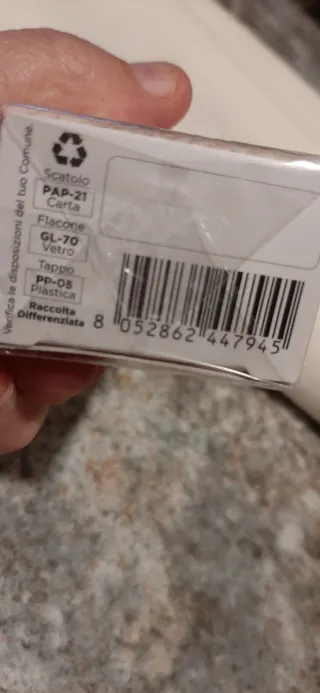 Verifica le disposizioni del tuo Comune.
Scatolo
PAP-21
Carta
Flacone
GL-70
Vetro
Tappo
PP-05
Plastica
Raccolta
Differenziata
8 052862 447945